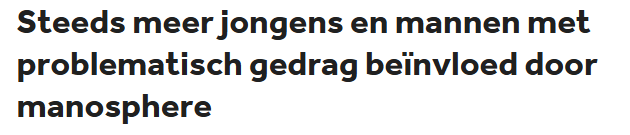 Steeds meer jongens en mannen met
problematisch gedrag beïnvloed door
manosphere